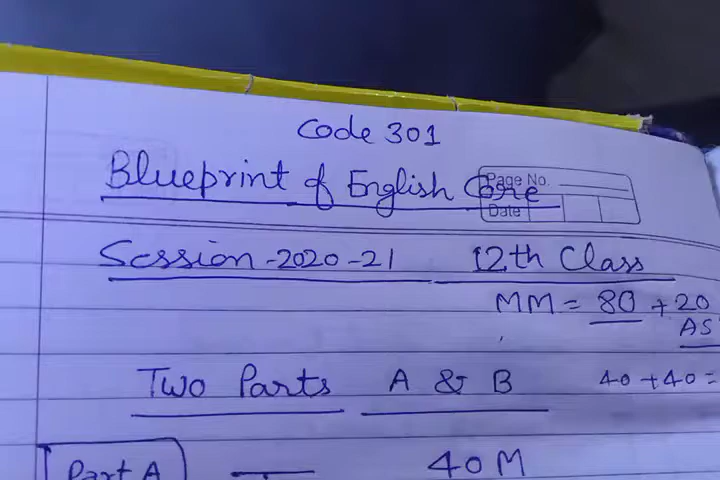 Code 301
Blueprint of English Core
Page No.
Date
Session - 2020 - 21 12th Class
MM = 80 + 20
AS
Two Parts A & B 40 + 40 =
Part A — 40M